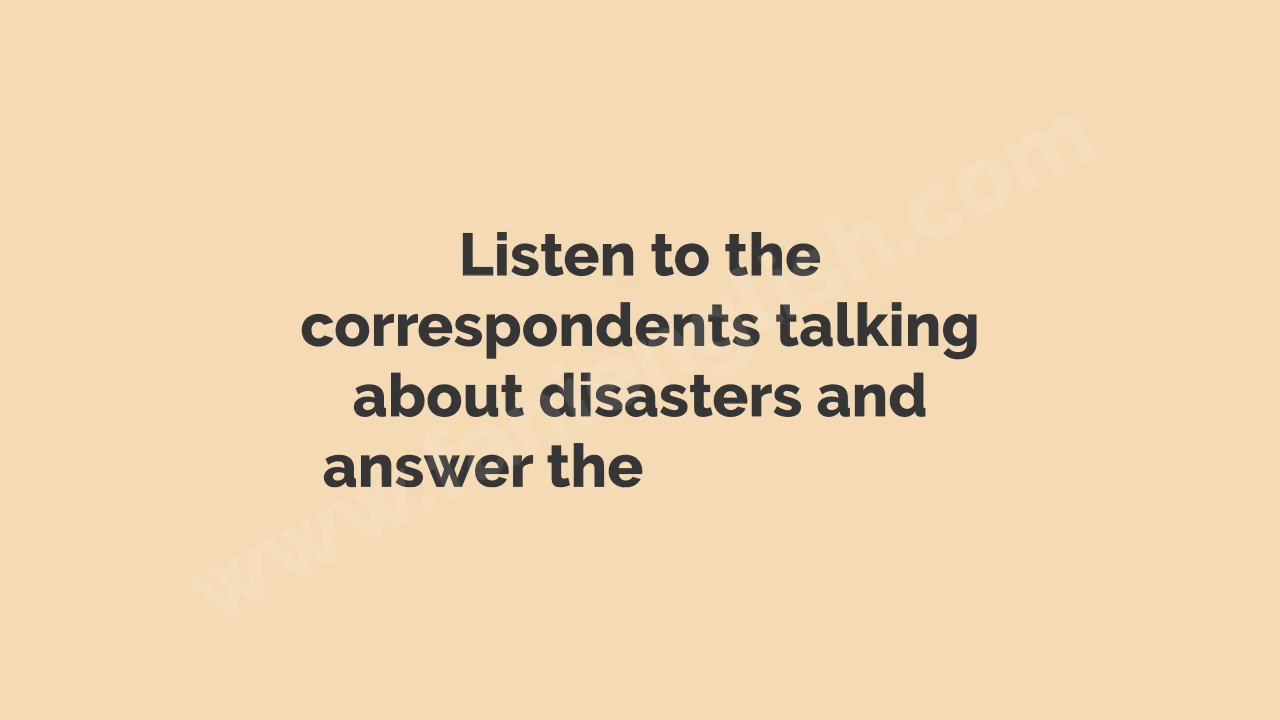 Listen to the
correspondents talking
about disasters and
answer the